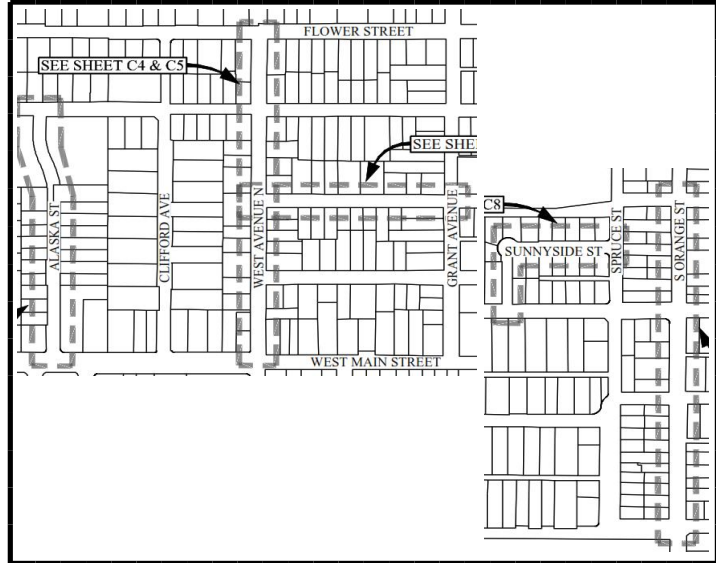 FLOWER STREET
SEE SHEET C4 & C5
SEE SHE
ALASKA ST
CLIFFORD AVE
WEST AVENUE N
GRANT AVENUE
WEST MAIN STREET
C8
SUNNYSIDE ST
SPRUCE ST
S ORANGE ST